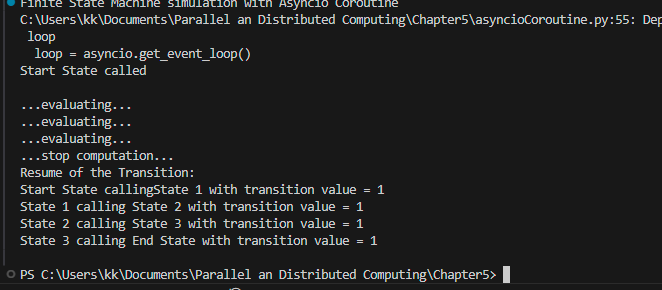 Finite State Machine simulation with Asyncio Coroutine
C:\Users\kk\Documents\Parallel an Distributed Computing\Chapter5\asyncioCoroutine.py:55: Dep
loop
loop = asyncio.get_event_loop()
Start State called
...evaluating...
...evaluating...
...evaluating...
...stop computation...
Resume of the Transition:
Start State callingState 1 with transition value = 1
State 1 calling State 2 with transition value = 1
State 2 calling State 3 with transition value = 1
State 3 calling End State with transition value = 1
PS C:\Users\kk\Documents\Parallel an Distributed Computing\Chapter5>